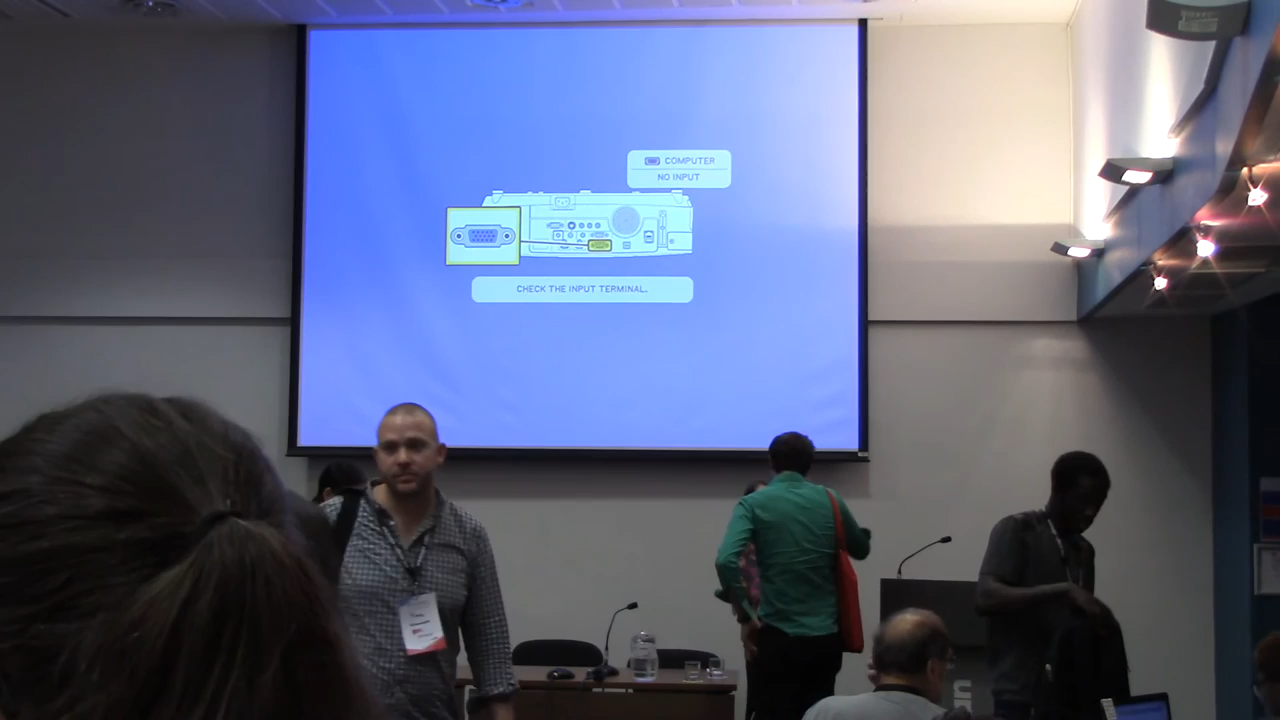 COMPUTER
NO INPUT
CHECK THE INPUT TERMINAL.